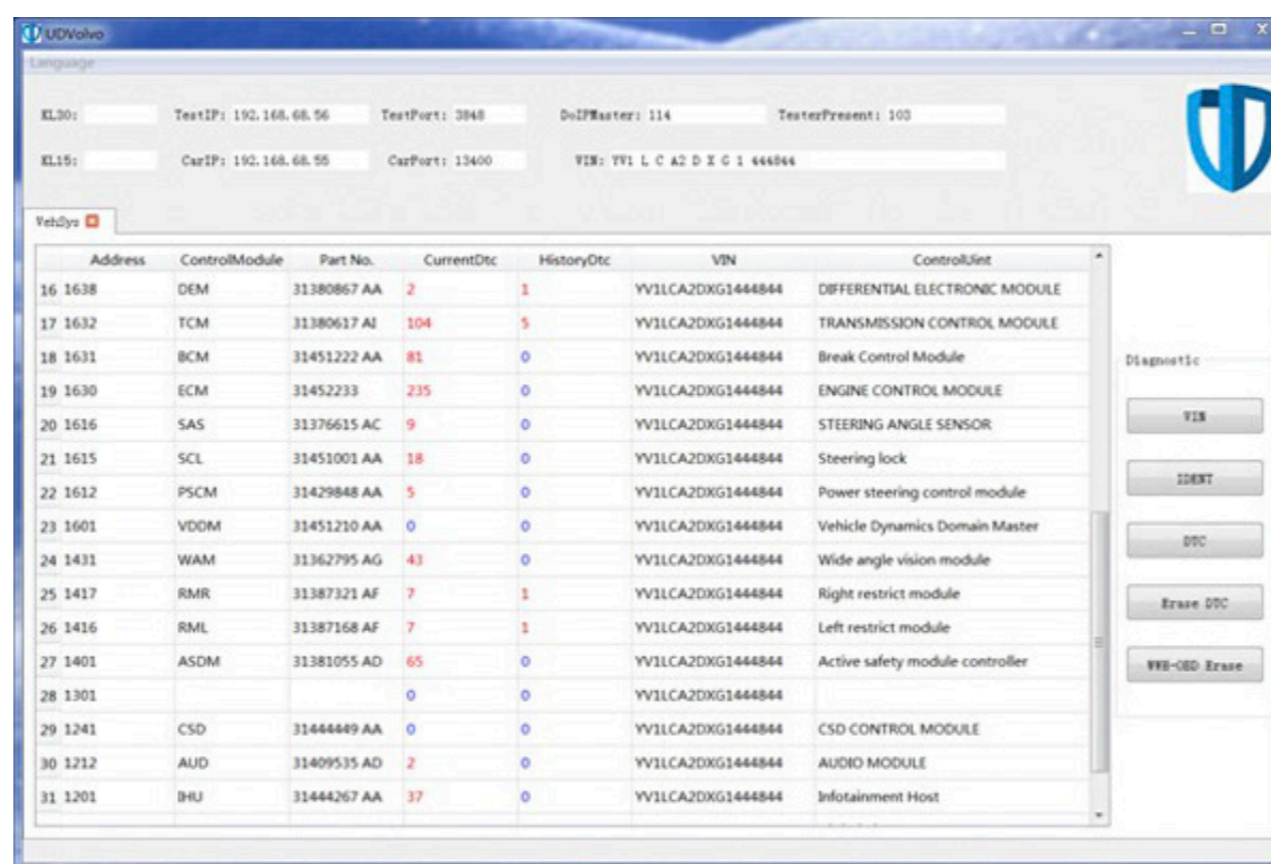 UDVolvo
Language
KL30: TestIP: 192.168.68.56 TestPort: 3848 DoIPMaster: 114 TesterPresent: 103
KL15: CarIP: 192.168.68.55 CarPort: 13400 VIN: YV1 L C A2 D X G 1 444844
VehSys
Address ControlModule Part No. CurrentDtc HistoryDtc VIN ControlUint
16 1638 DEM 31380867 AA 2 1 YV1LCA2DXG1444844 DIFFERENTIAL ELECTRONIC MODULE
17 1632 TCM 31380617 AI 104 5 YV1LCA2DXG1444844 TRANSMISSION CONTROL MODULE
18 1631 BCM 31451222 AA 81 0 YV1LCA2DXG1444844 Break Control Module
19 1630 ECM 31452233 235 0 YV1LCA2DXG1444844 ENGINE CONTROL MODULE
20 1616 SAS 31376615 AC 9 0 YV1LCA2DXG1444844 STEERING ANGLE SENSOR
21 1615 SCL 31451001 AA 18 0 YV1LCA2DXG1444844 Steering lock
22 1612 PSCM 31429848 AA 5 0 YV1LCA2DXG1444844 Power steering control module
23 1601 VDDM 31451210 AA 0 0 YV1LCA2DXG1444844 Vehicle Dynamics Domain Master
24 1431 WAM 31362795 AG 43 0 YV1LCA2DXG1444844 Wide angle vision module
25 1417 RMR 31387321 AF 7 1 YV1LCA2DXG1444844 Right restrict module
26 1416 RML 31387168 AF 7 1 YV1LCA2DXG1444844 Left restrict module
27 1401 ASDM 31381055 AD 65 0 YV1LCA2DXG1444844 Active safety module controller
28 1301 0 0 YV1LCA2DXG1444844
29 1241 CSD 31444449 AA 0 0 YV1LCA2DXG1444844 CSD CONTROL MODULE
30 1212 AUD 31409535 AD 2 0 YV1LCA2DXG1444844 AUDIO MODULE
31 1201 IHU 31444267 AA 37 0 YV1LCA2DXG1444844 Infotainment Host
Diagnostic
VIN
IDENT
DTC
Erase DTC
WWH-OBD Erase